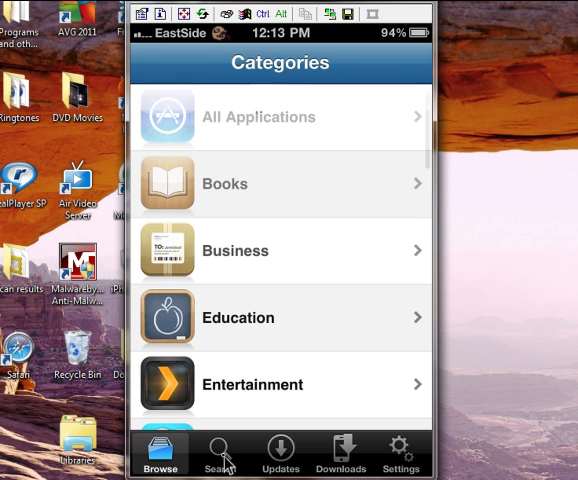 Programs
and oth...
AVG 2011
Ringtones
DVD Movies
ealPlayer SP
Air Video
Server
can results
Malwareby...
Anti-Malw...
Safari
Recycle Bin
Libraries
Ctrl Alt
EastSide
12:13 PM
94%
Categories
All Applications
Books
Business
Education
Entertainment
Browse
Updates
Downloads
Settings